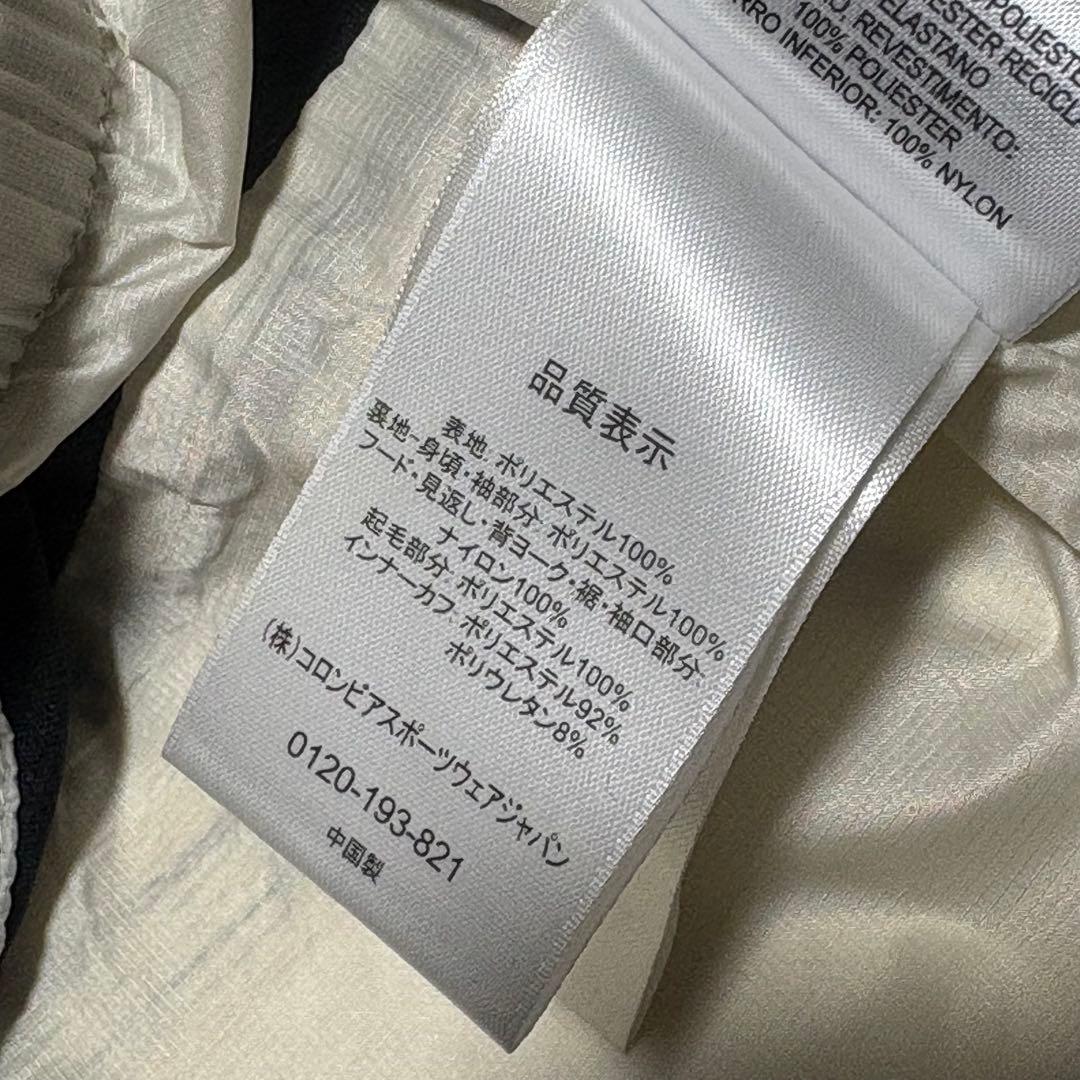 POLIESTE
ESTER RECICLA
ELASTANO
O, REVESTIMENTO:
100% POLIESTER
RRO INFERIOR: 100% NYLON
品質表示
表地 ポリエステル100%
裏地-身頃・袖部分 ポリエステル100%
フード・見返し・背ヨーク・裾・袖口部分
ナイロン100%
起毛部分 ポリエステル100%
インナーカフ ポリエステル92%
ポリウレタン8%
(株)コロンビアスポーツウェアジャパン
0120-193-821
中国製